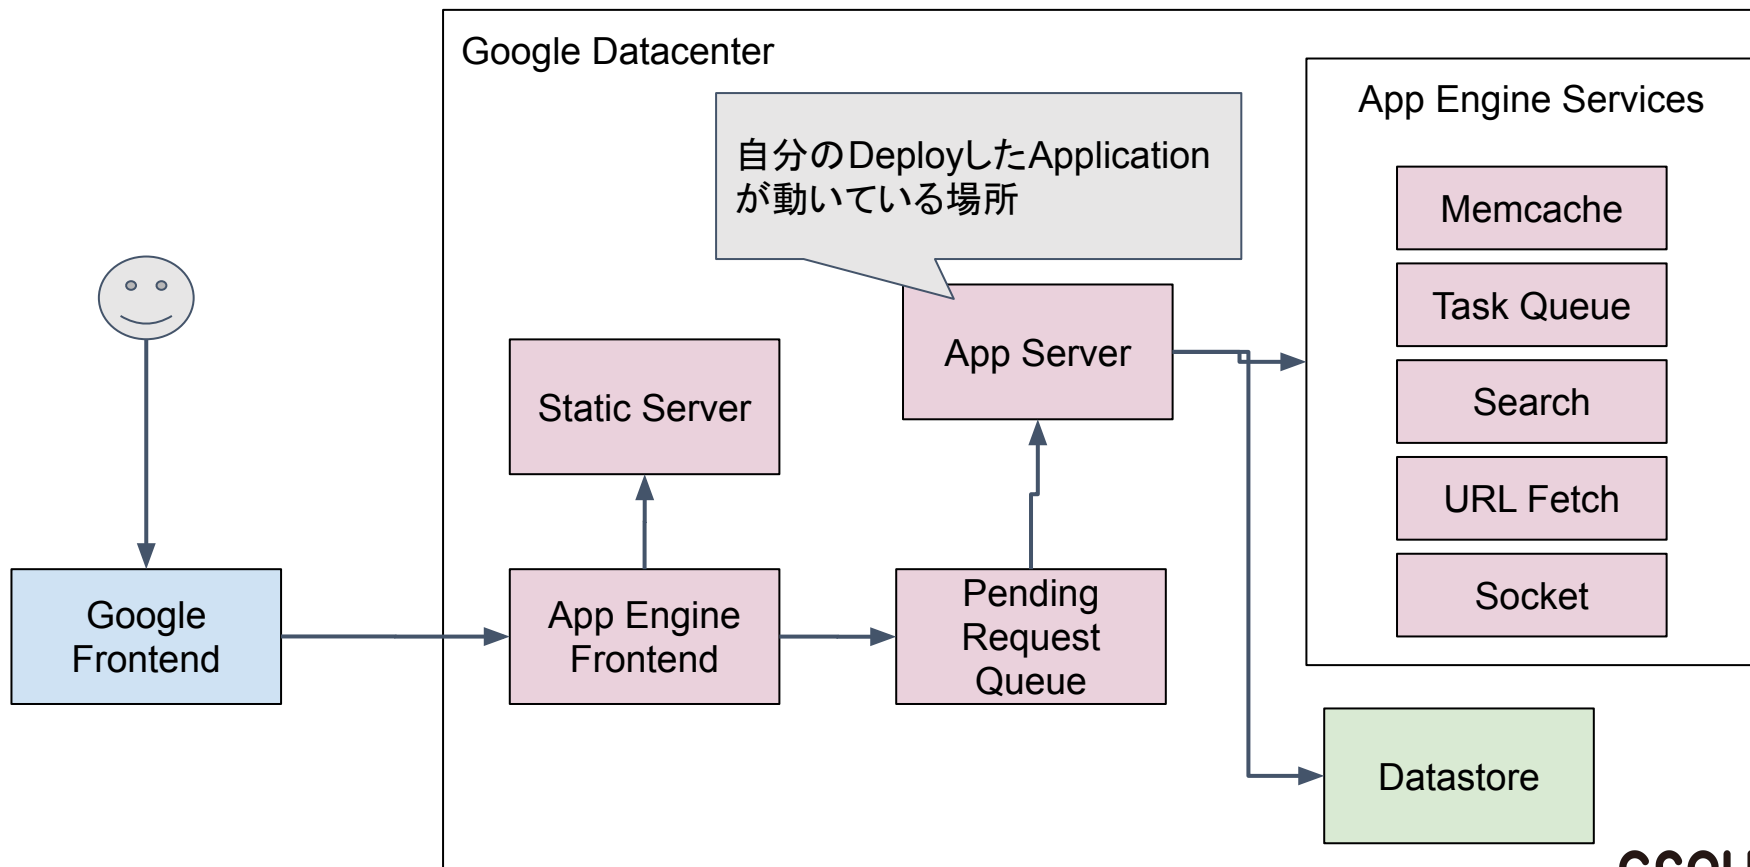 Google Datacenter
App Engine Services
自分のDeployしたApplication
が動いている場所
Memcache
Task Queue
App Server
Static Server
Search
URL Fetch
Socket
Google
Frontend
App Engine
Frontend
Pending
Request
Queue
Datastore